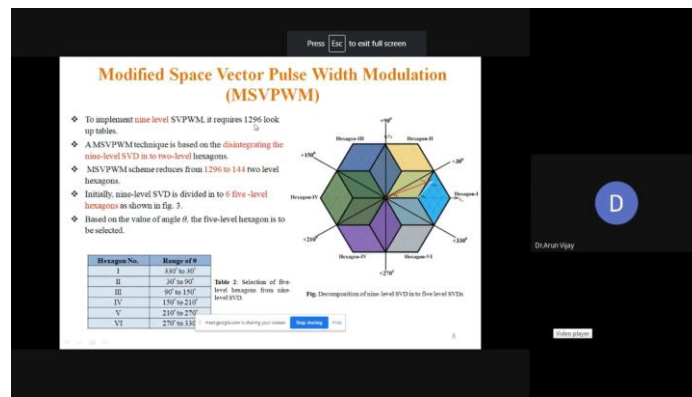 Press Esc to exit full screen
Modified Space Vector Pulse Width Modulation
(MSVPWM)
To implement nine level SVPWM, it requires 1296 look
up tables.
A MSVPWM technique is based on the disintegrating the
nine-level SVD in to two-level hexagons.
MSVPWM scheme reduces from 1296 to 144 two level
hexagons.
Initially, nine-level SVD is divided in to 6 five -level
hexagons as shown in fig. 3.
Based on the value of angle θ, the five-level hexagon is to
be selected.
+90°
Hexagon-III
Hexagon-II
+150°
+30°
Hexagon-IV
Hexagon-I
+210°
+330°
Hexagon-IV
Hexagon-VI
+270°
Hexagon No. Range of θ
I 330° to 30°
II 30° to 90°
III 90° to 150°
IV 150° to 210°
V 210° to 270°
VI 270° to 330
Table 2: Selection of five-
level hexagons from nine-
level SVD.
Fig. Decomposition of nine-level SVD in to five level SVDs
meet.google.com is sharing your screen. Stop sharing Hide
8
D
Dr.Arun Vijay
Video player